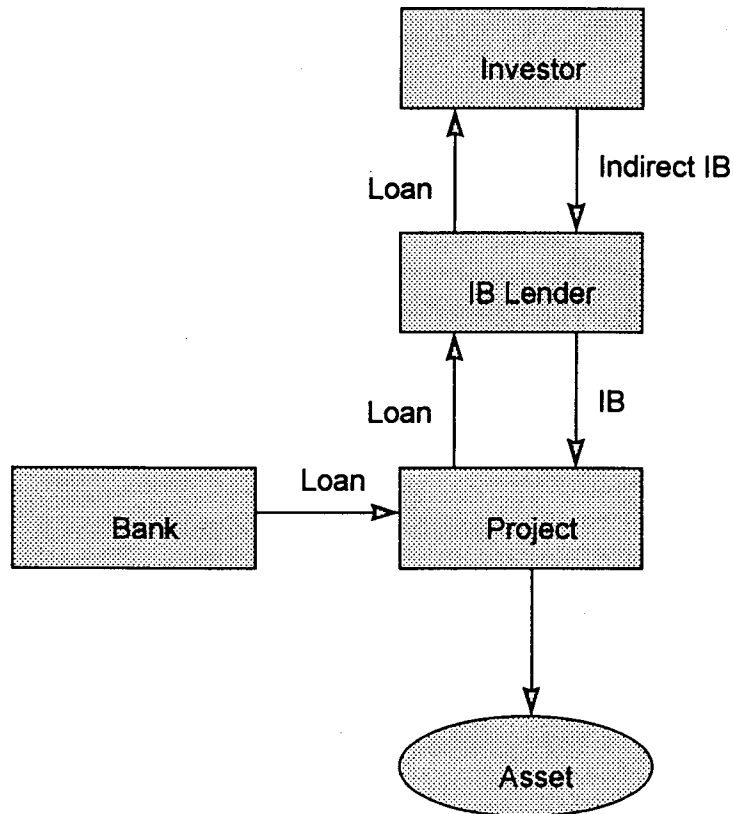 Investor
Loan
Indirect IB
IB Lender
Loan
IB
Loan
Bank
Project
Asset